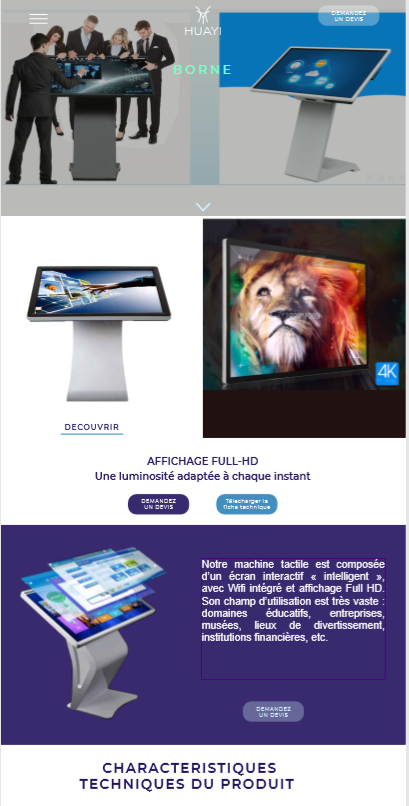 DEMANDEZ
UN DEVIS
HUAYI
BORNE
4K
DECOUVRIR
AFFICHAGE FULL-HD
Une luminosité adaptée à chaque instant
DEMANDEZ
UN DEVIS
Télecharger la
fiche technique
Notre machine tactile est composée
d'un écran interactif « intelligent »,
avec Wifi intégré et affichage Full HD.
Son champ d'utilisation est très vaste :
domaines éducatifs, entreprises,
musées, lieux de divertissement,
institutions financières, etc.
DEMANDEZ
UN DEVIS
CHARACTERISTIQUES
TECHNIQUES DU PRODUIT